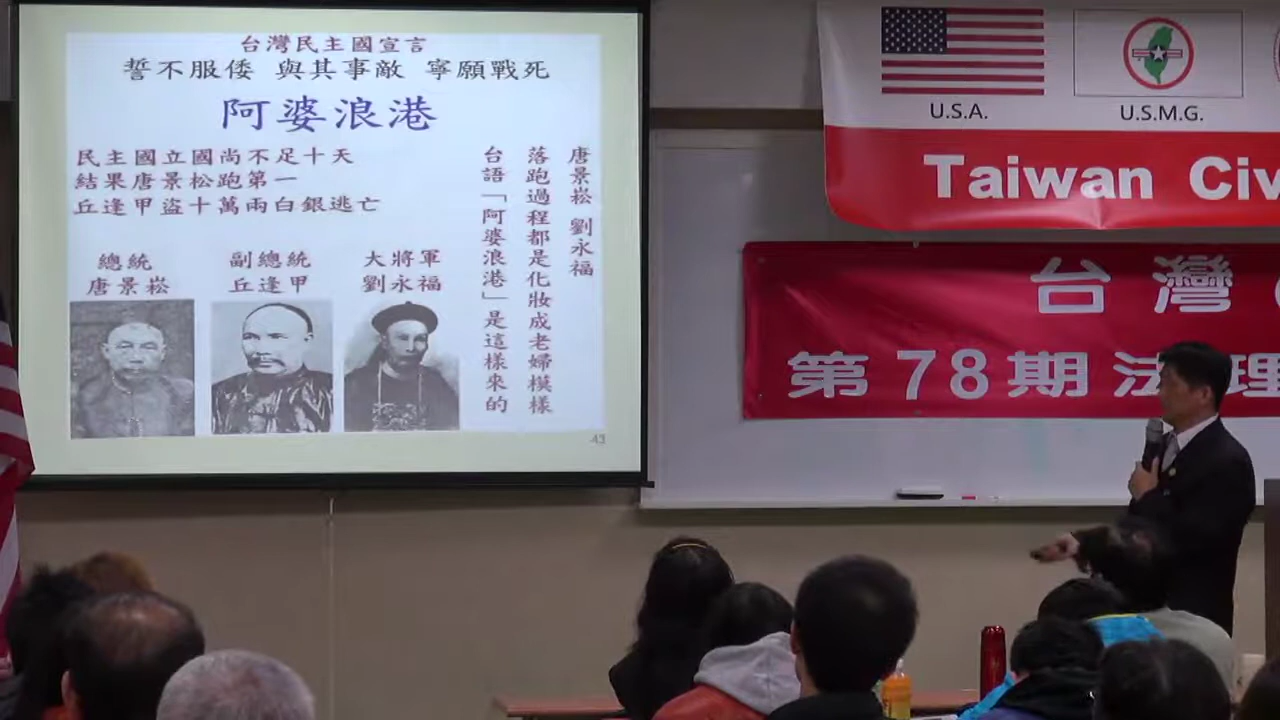 台灣民主國宣言
誓不服倭 與其事敵 寧願戰死
阿婆浪港
民主國立國尚不足十天
結果唐景松跑第一
丘逢甲盜十萬兩白銀逃亡
唐景崧 劉永福
落跑過程都是化妝成老婦模樣
台語「阿婆浪港」是這樣來的
總統
唐景崧
副總統
丘逢甲
大將軍
劉永福
43
U.S.A.
U.S.M.G.
Taiwan Civ
台灣
第78期法理